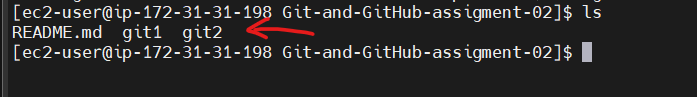 [ec2-user@ip-172-31-31-198 Git-and-GitHub-assigment-02]$ ls
README.md  git1  git2
[ec2-user@ip-172-31-31-198 Git-and-GitHub-assigment-02]$